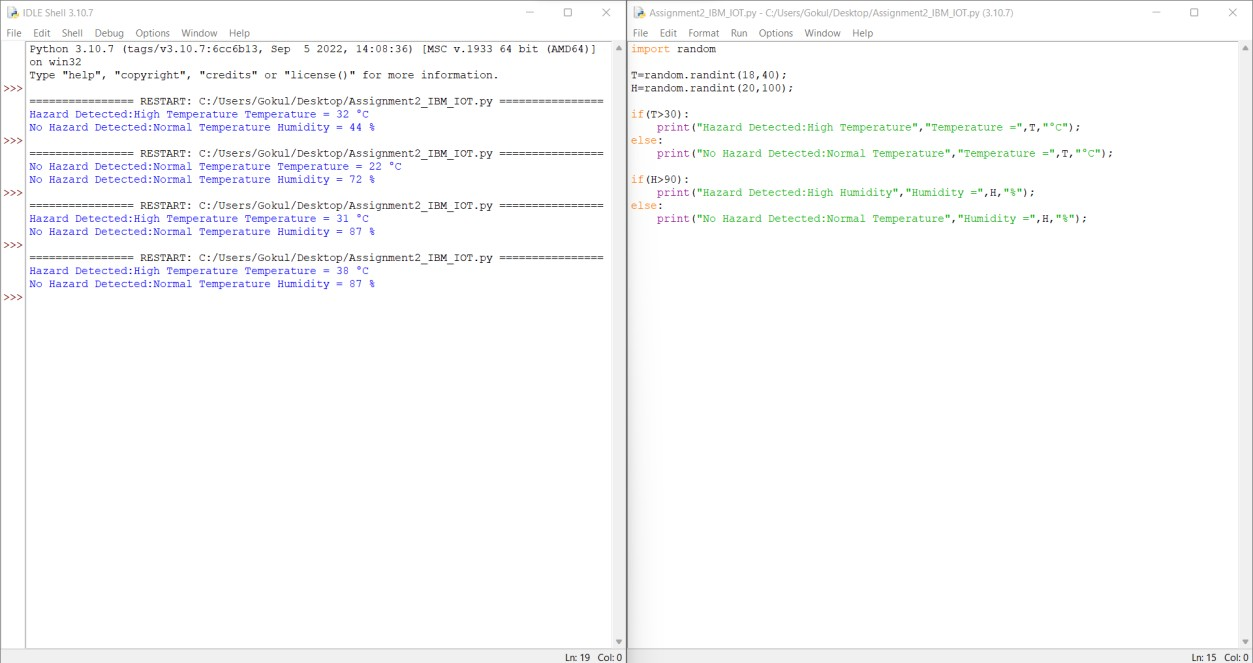 IDLE Shell 3.10.7
File Edit Shell Debug Options Window Help
Python 3.10.7 (tags/v3.10.7:6cc6b13, Sep  5 2022, 14:08:36) [MSC v.1933 64 bit (AMD64)]
on win32
Type "help", "copyright", "credits" or "license()" for more information.
>>>
================ RESTART: C:/Users/Gokul/Desktop/Assignment2_IBM_IOT.py ================
Hazard Detected:High Temperature Temperature = 32 °C
No Hazard Detected:Normal Temperature Humidity = 44 %
>>>
================ RESTART: C:/Users/Gokul/Desktop/Assignment2_IBM_IOT.py ================
No Hazard Detected:Normal Temperature Temperature = 22 °C
No Hazard Detected:Normal Temperature Humidity = 72 %
>>>
================ RESTART: C:/Users/Gokul/Desktop/Assignment2_IBM_IOT.py ================
Hazard Detected:High Temperature Temperature = 31 °C
No Hazard Detected:Normal Temperature Humidity = 87 %
>>>
================ RESTART: C:/Users/Gokul/Desktop/Assignment2_IBM_IOT.py ================
Hazard Detected:High Temperature Temperature = 38 °C
No Hazard Detected:Normal Temperature Humidity = 87 %
>>>
Ln: 19 Col: 0
Assignment2_IBM_IOT.py - C:/Users/Gokul/Desktop/Assignment2_IBM_IOT.py (3.10.7)
File Edit Format Run Options Window Help
import random
T=random.randint(18,40);
H=random.randint(20,100);
if(T>30):
    print("Hazard Detected:High Temperature","Temperature =",T,"°C");
else:
    print("No Hazard Detected:Normal Temperature","Temperature =",T,"°C");
if(H>90):
    print("Hazard Detected:High Humidity","Humidity =",H,"%");
else:
    print("No Hazard Detected:Normal Temperature","Humidity =",H,"%");
Ln: 15 Col: 0